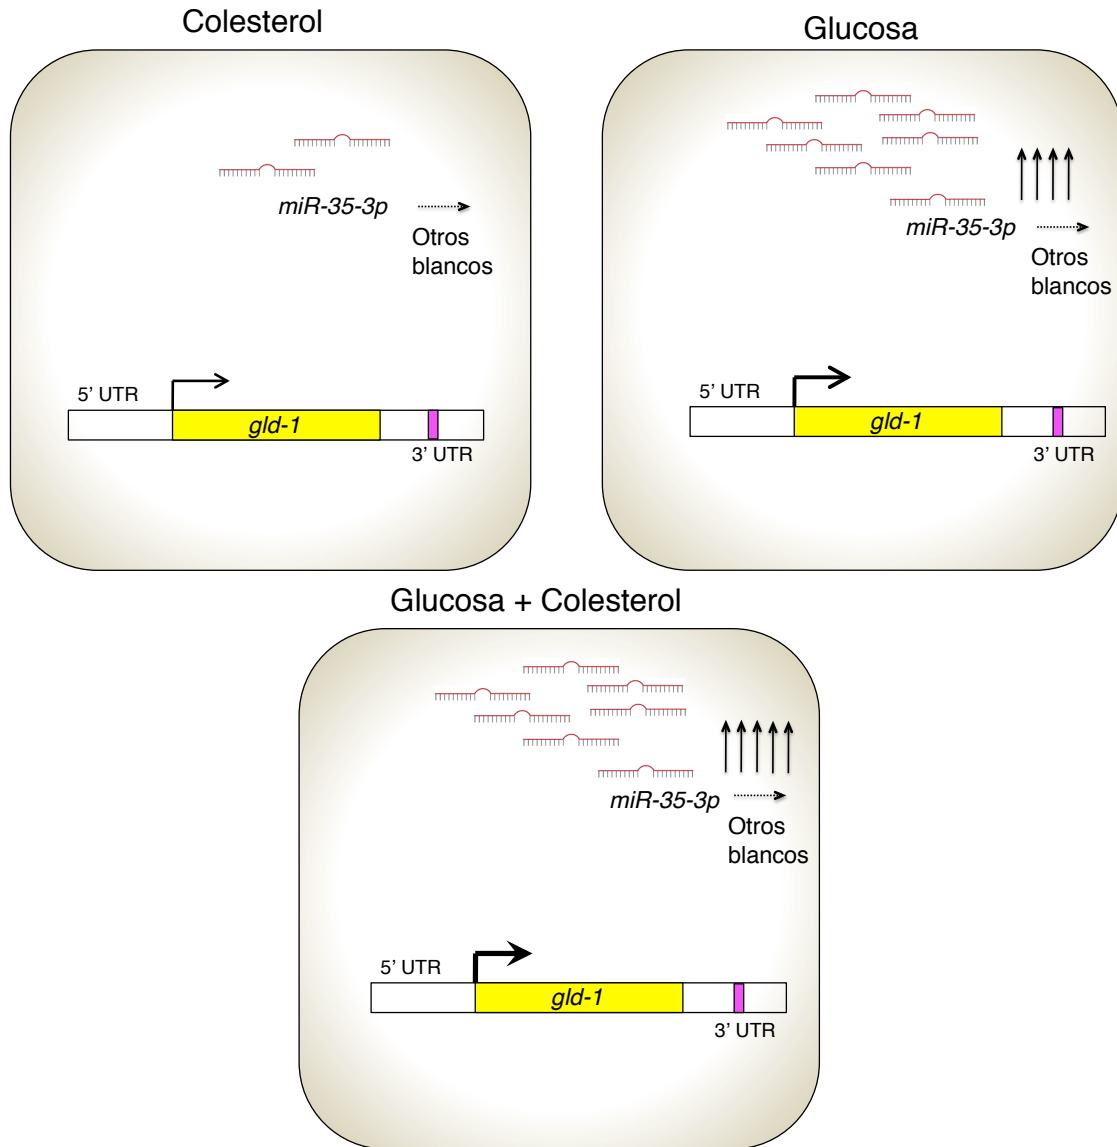 Colesterol
miR-35-3p
Otros
blancos
5' UTR
gld-1
3' UTR
Glucosa
miR-35-3p
Otros
blancos
5' UTR
gld-1
3' UTR
Glucosa + Colesterol
miR-35-3p
Otros
blancos
5' UTR
gld-1
3' UTR